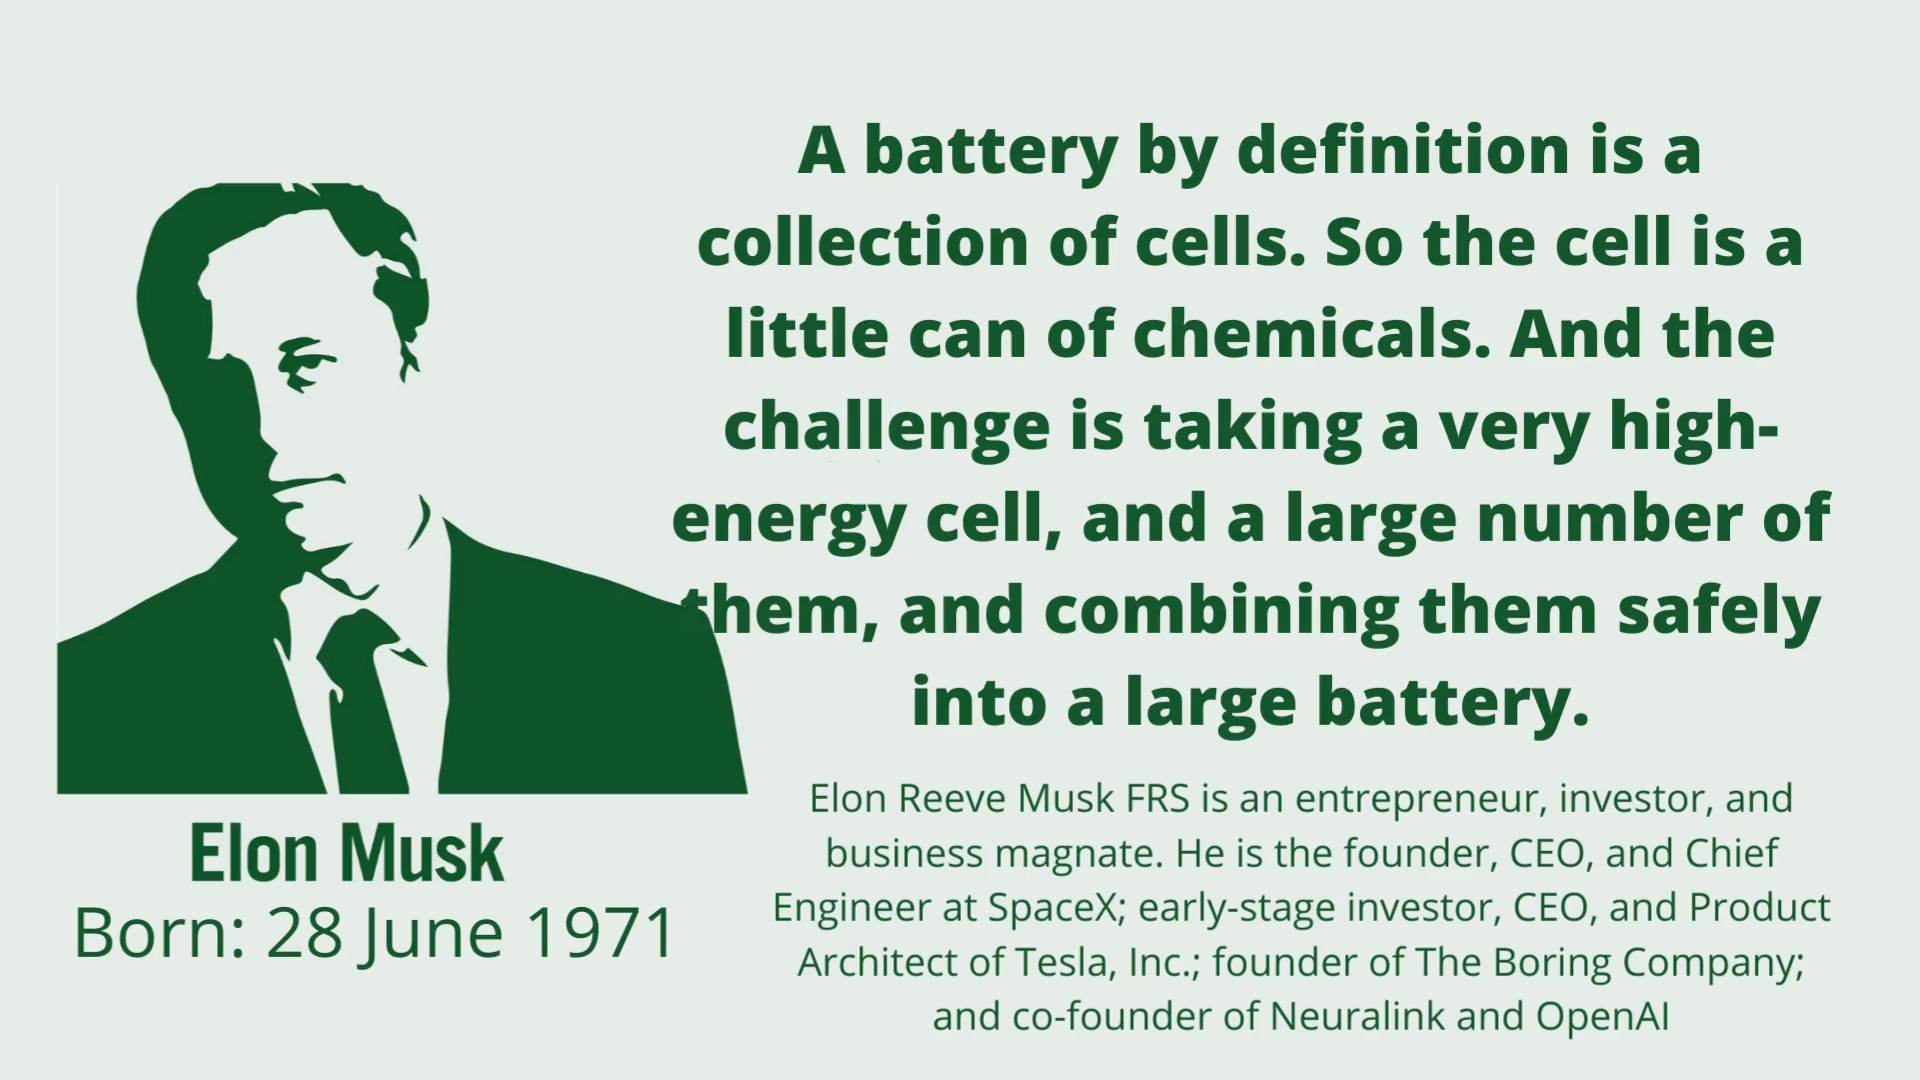 A battery by definition is a
collection of cells. So the cell is a
little can of chemicals. And the
challenge is taking a very high-
energy cell, and a large number of
them, and combining them safely
into a large battery.
Elon Reeve Musk FRS is an entrepreneur, investor, and
business magnate. He is the founder, CEO, and Chief
Engineer at SpaceX; early-stage investor, CEO, and Product
Architect of Tesla, Inc.; founder of The Boring Company;
and co-founder of Neuralink and OpenAI
Elon Musk
Born: 28 June 1971